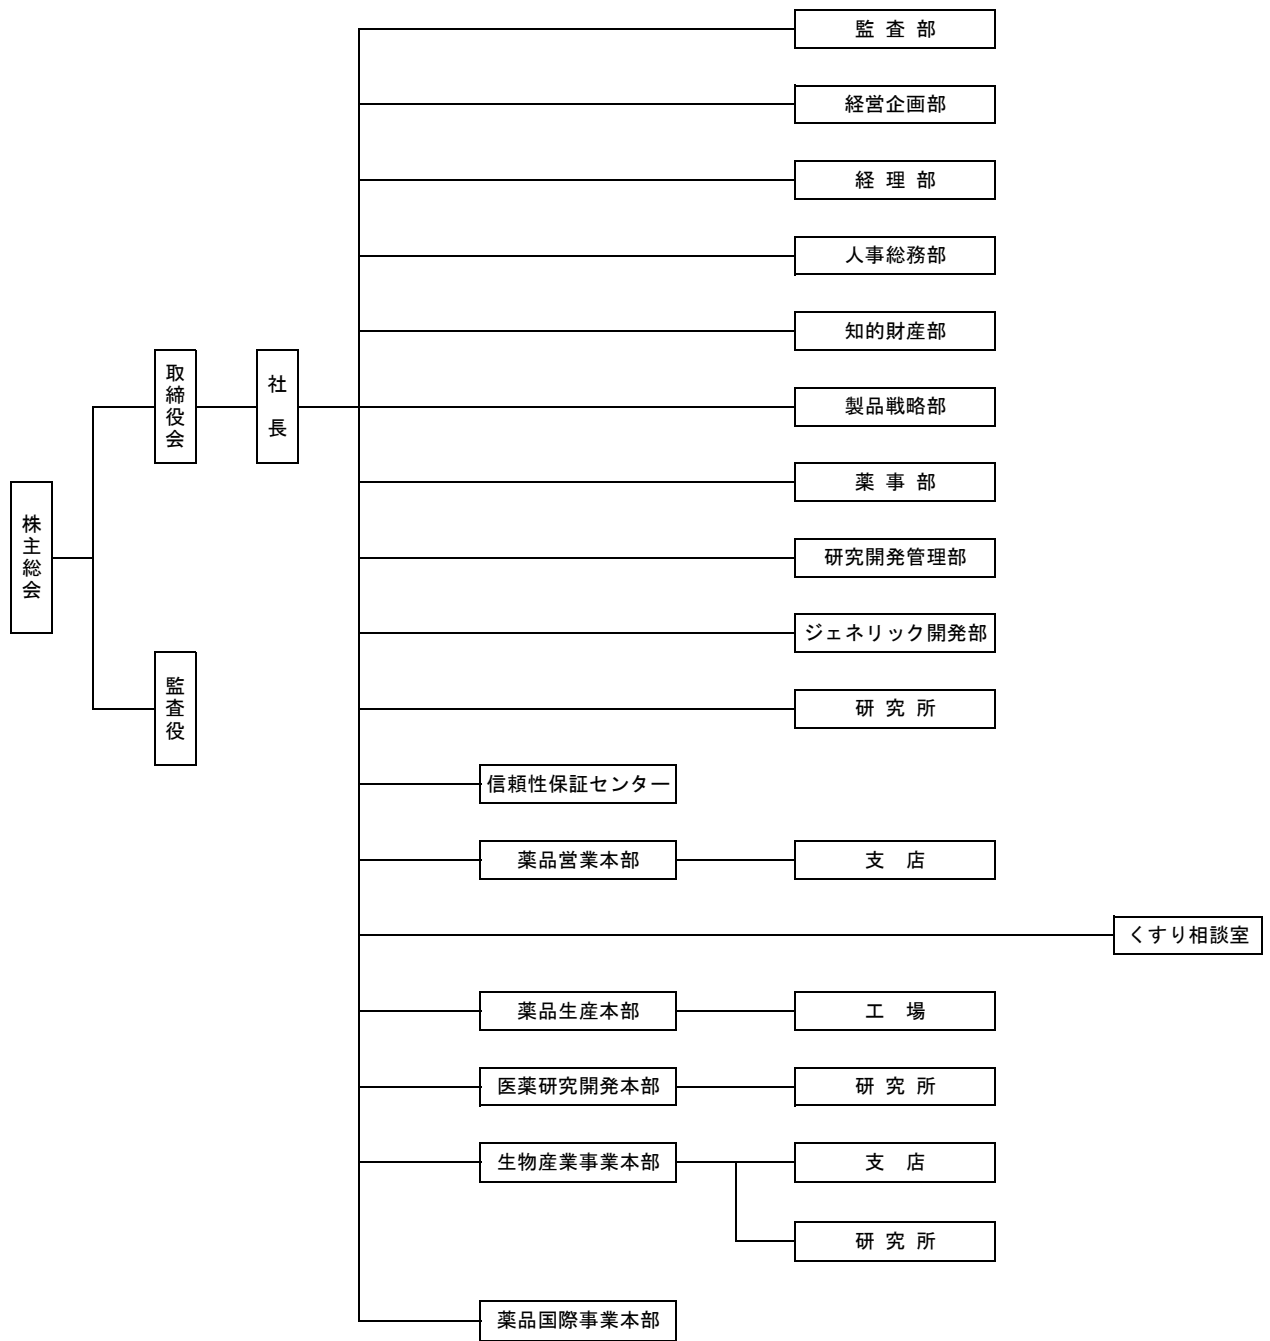 監査部
経営企画部
経理部
人事総務部
知的財産部
取締役会
社長
製品戦略部
薬事部
株主総会
研究開発管理部
ジェネリック開発部
監査役
研究所
信頼性保証センター
薬品営業本部
支店
くすり相談室
薬品生産本部
工場
医薬研究開発本部
研究所
生物産業事業本部
支店
研究所
薬品国際事業本部